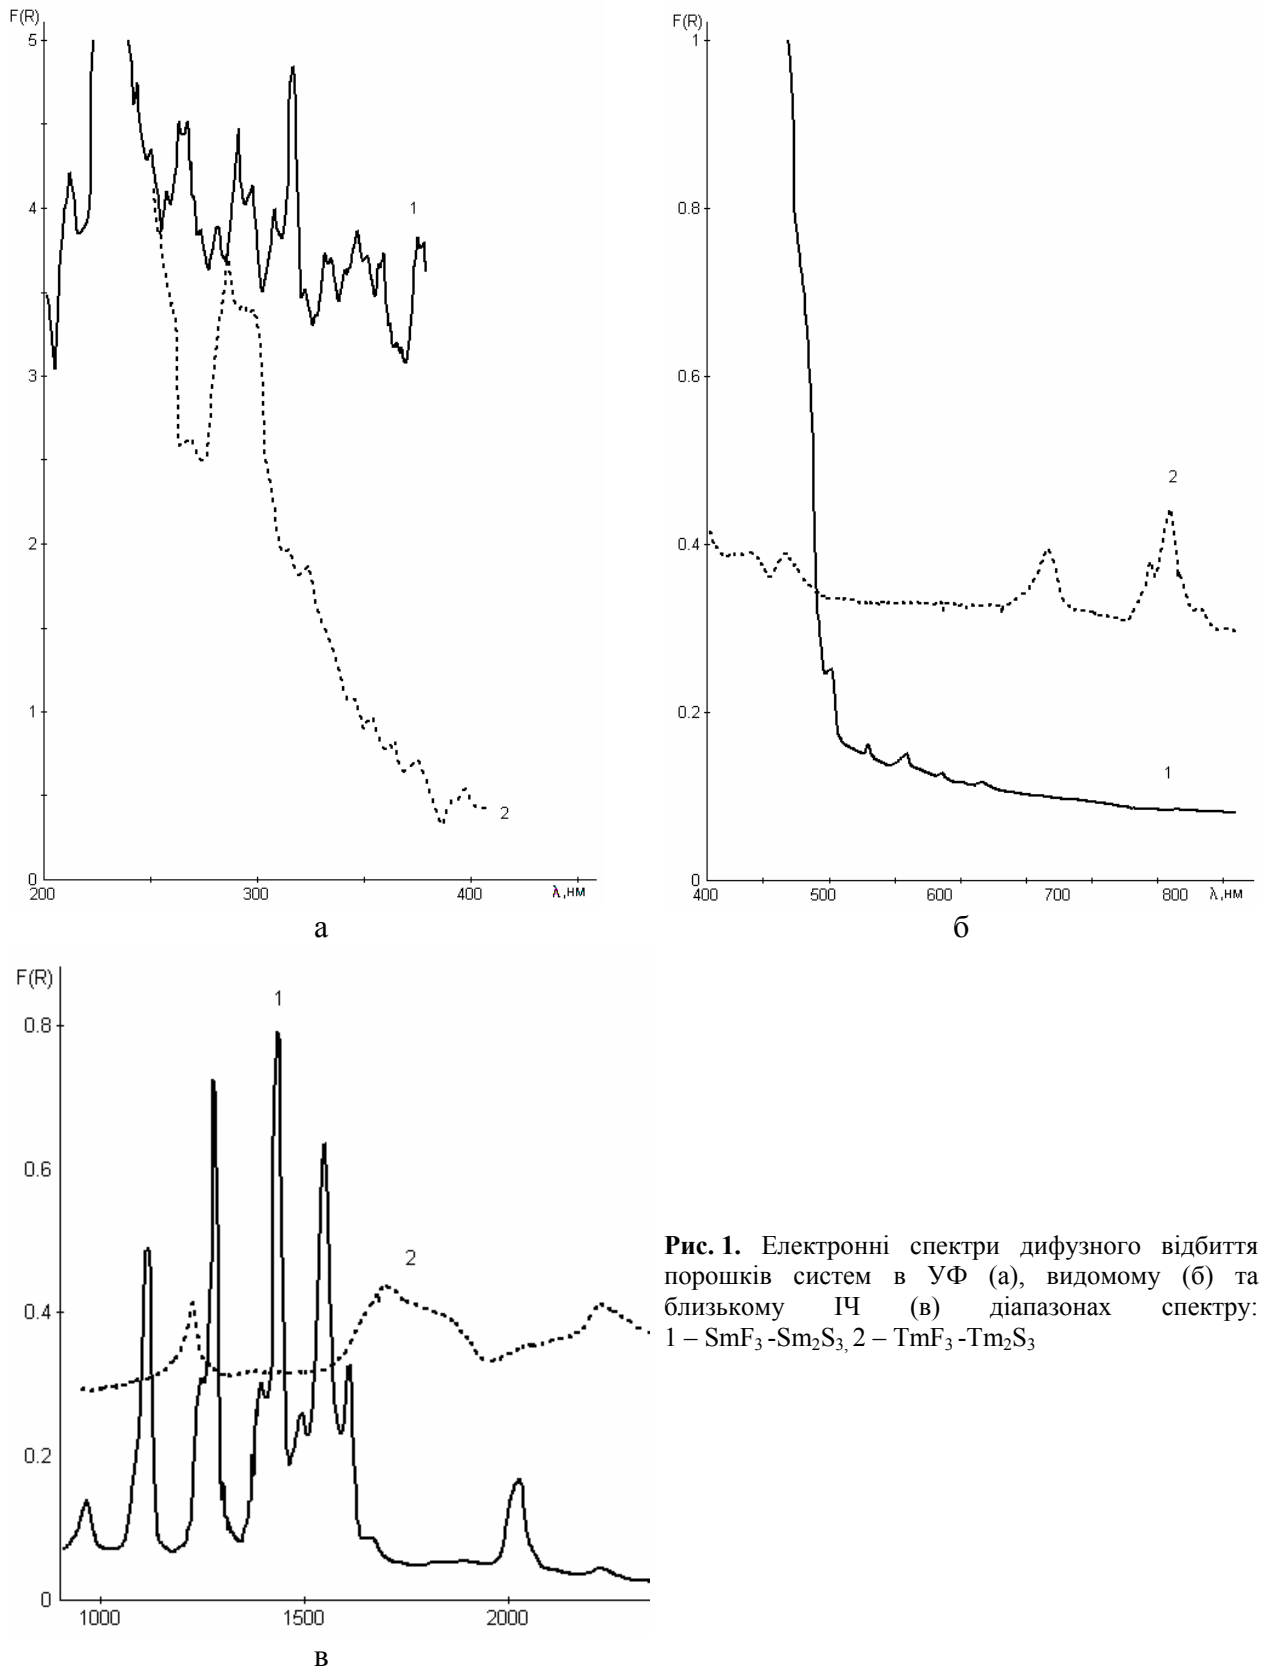 F(R)
5
4
3
2
1
0
1
2
200
300
400
λ,нм
а
F(R)
1
0.8
0.6
0.4
0.2
0
2
1
400
500
600
700
800
λ,нм
б
F(R)
0.8
0.6
0.4
0.2
0
1
2
1000
1500
2000
в
Рис. 1. Електронні спектри дифузного відбиття
порошків систем в УФ (а), видомому (б) та
близькому ІЧ (в) діапазонах спектру:
1 – SmF₃ -Sm₂S₃, 2 – TmF₃ -Tm₂S₃